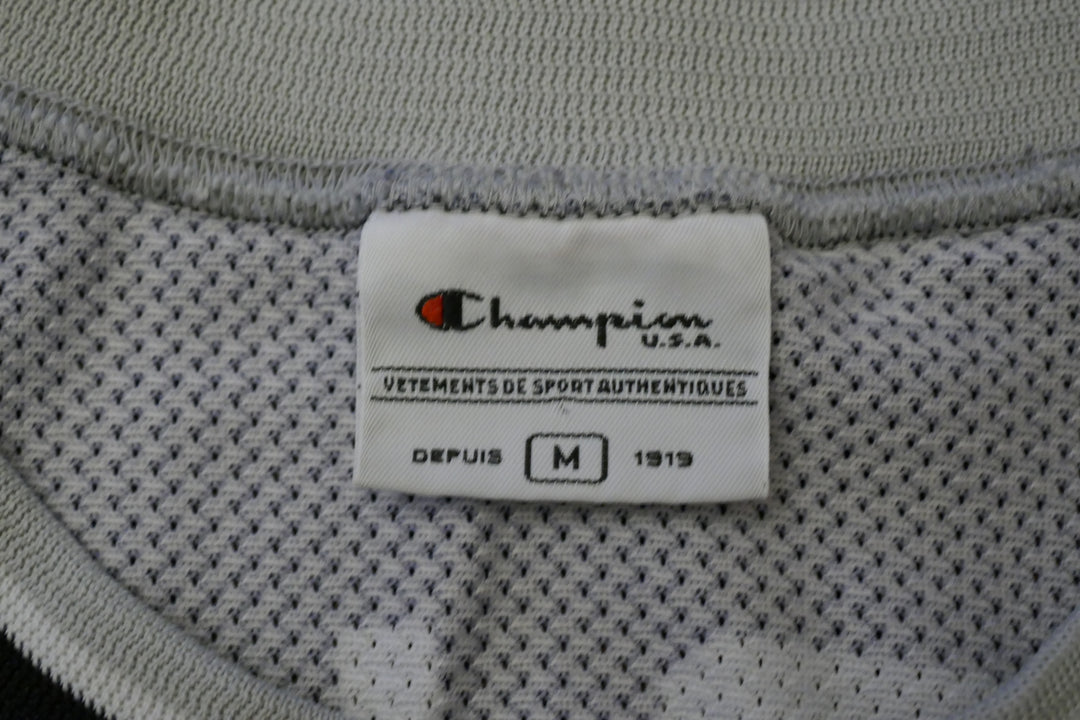 Champion
U.S.A.
VETEMENTS DE SPORT AUTHENTIQUES
DEPUIS M 1919